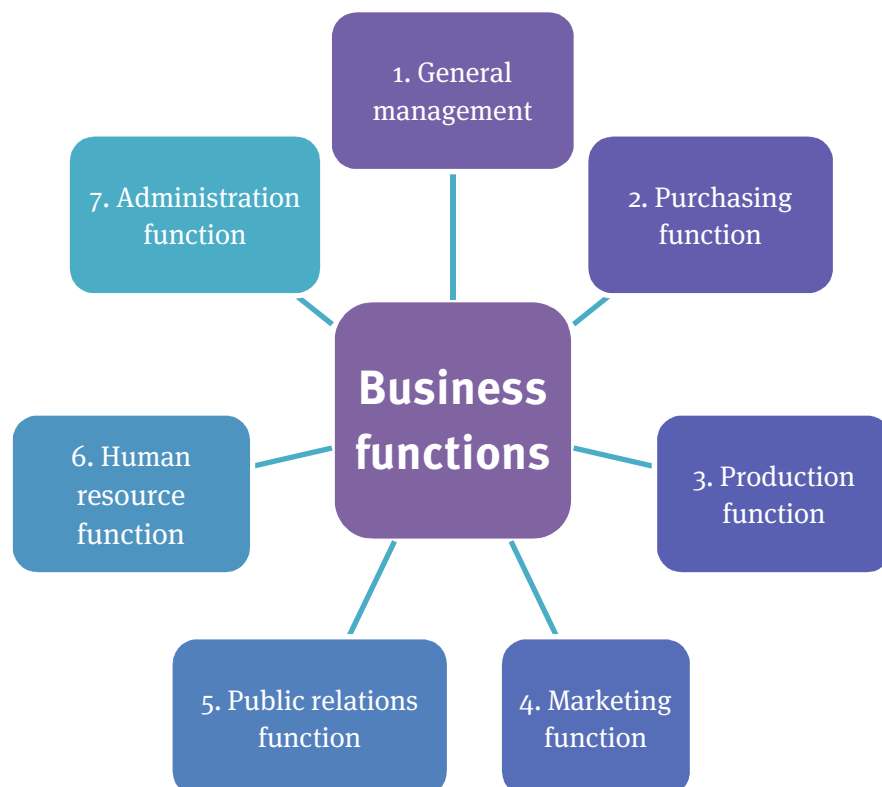 1. General
management
2. Purchasing
function
3. Production
function
4. Marketing
function
5. Public relations
function
6. Human
resource
function
7. Administration
function
Business
functions